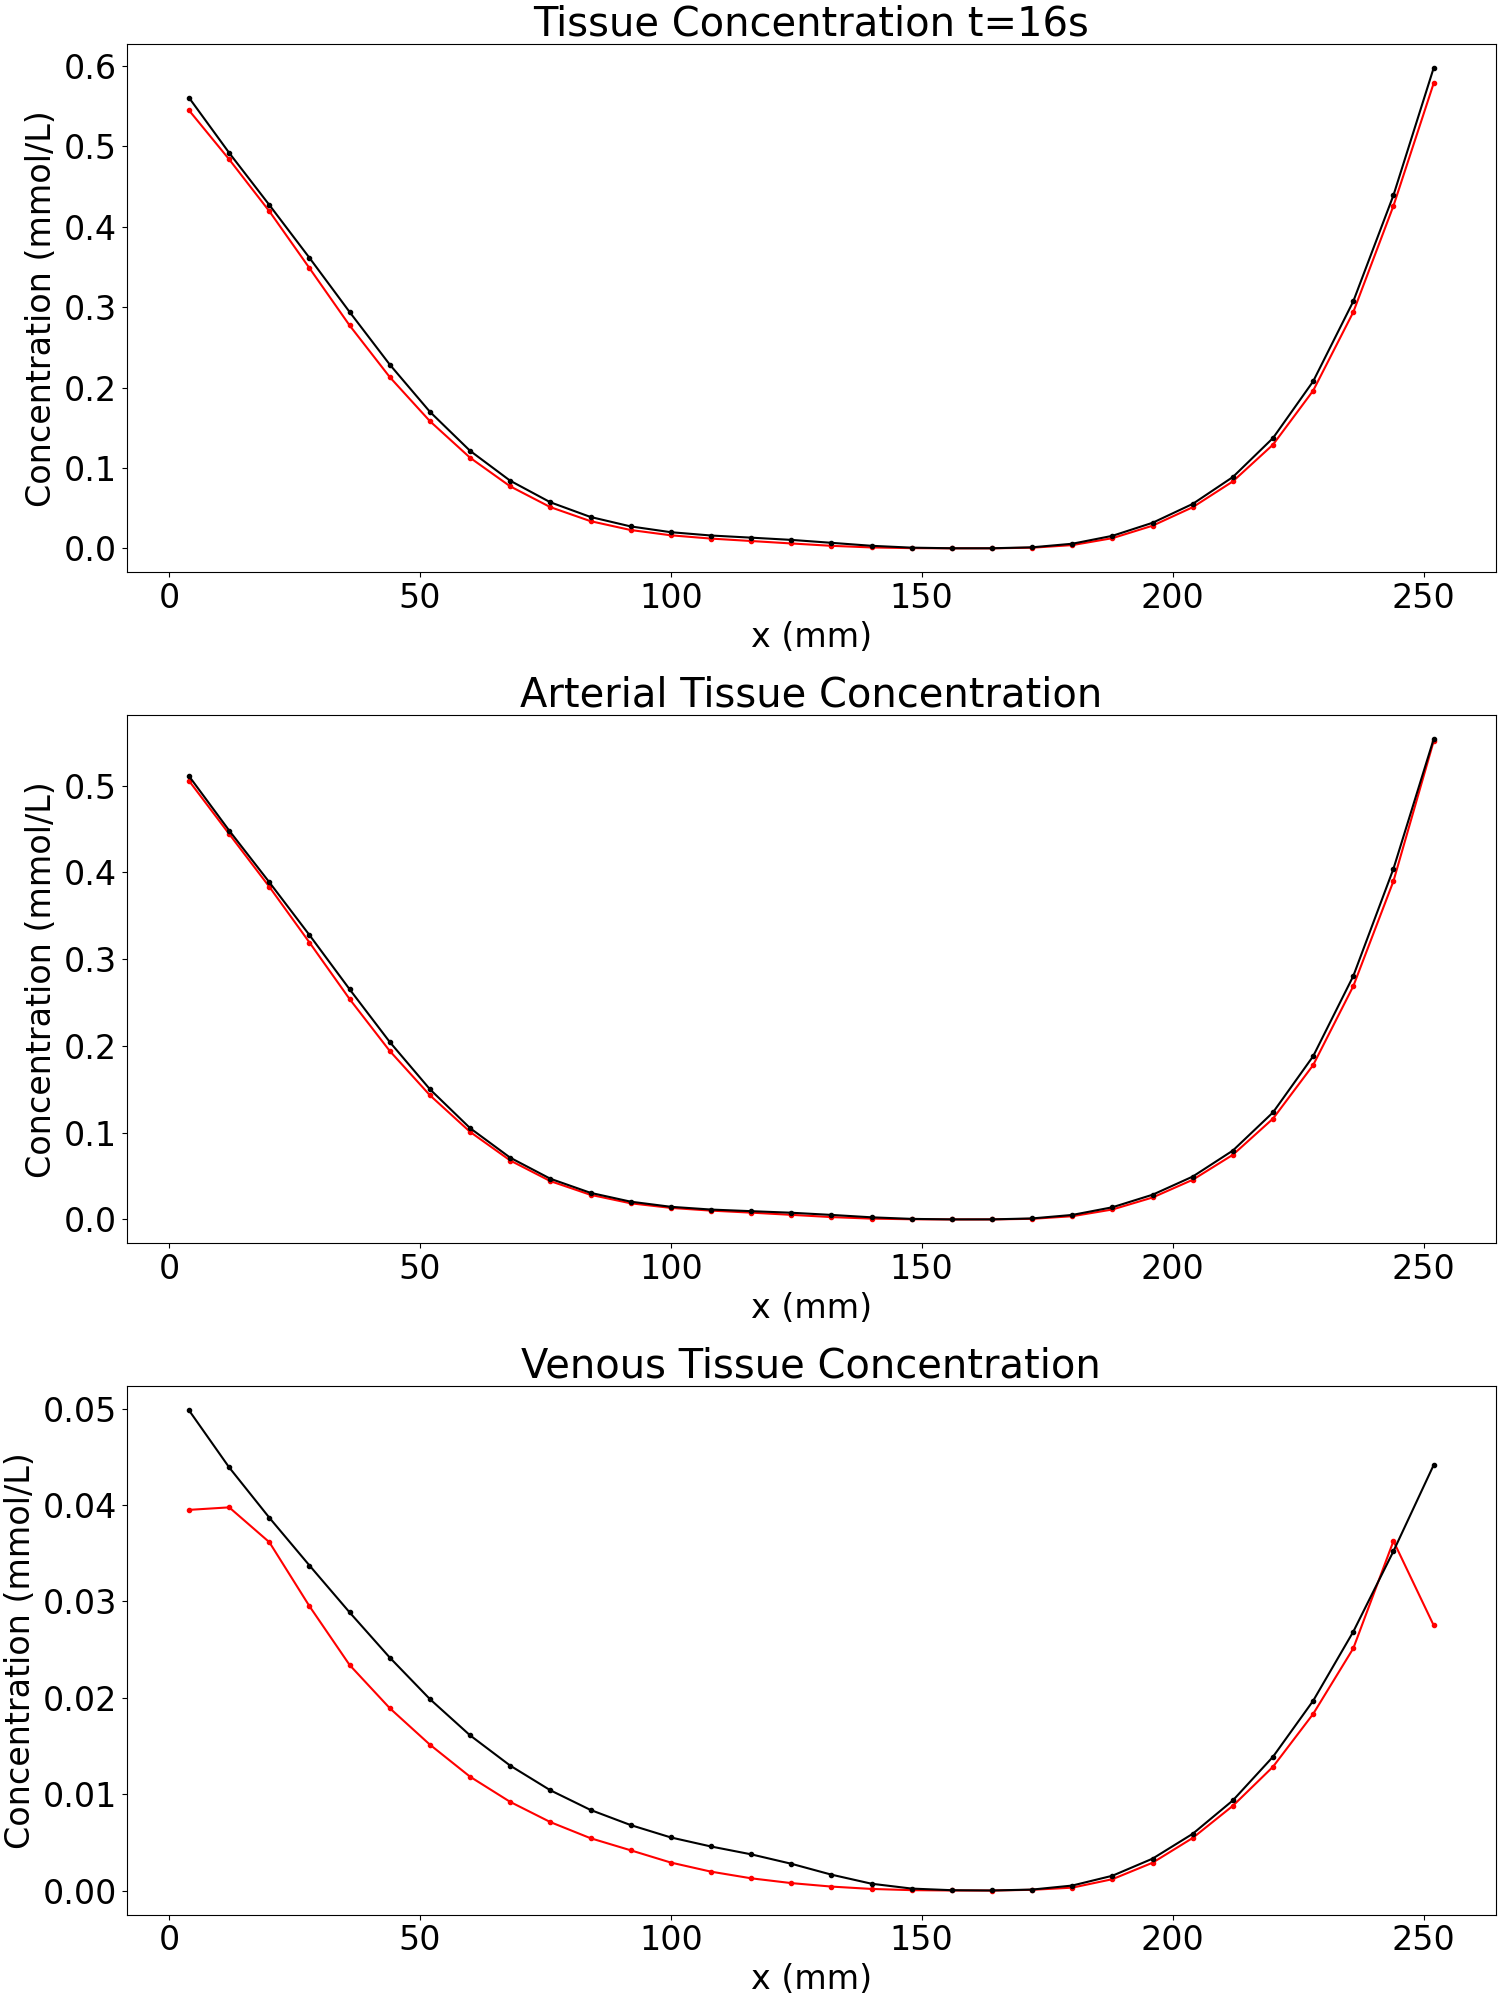 Tissue Concentration t=16s
Concentration (mmol/L)
0.6
0.5
0.4
0.3
0.2
0.1
0.0
0 50 100 150 200 250
x (mm)
Arterial Tissue Concentration
Concentration (mmol/L)
0.5
0.4
0.3
0.2
0.1
0.0
0 50 100 150 200 250
x (mm)
Venous Tissue Concentration
Concentration (mmol/L)
0.05
0.04
0.03
0.02
0.01
0.00
0 50 100 150 200 250
x (mm)